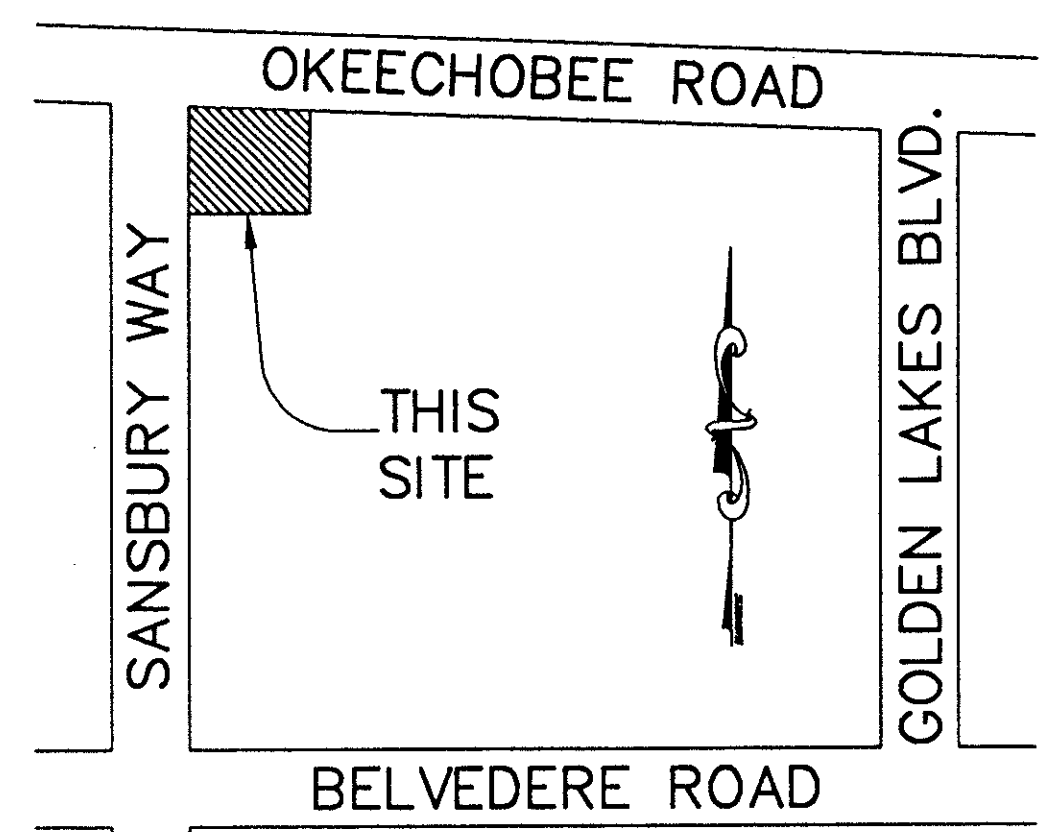 OKEECHOBEE ROAD
SANSBURY WAY
THIS
SITE
GOLDEN LAKES BLVD.
BELVEDERE ROAD